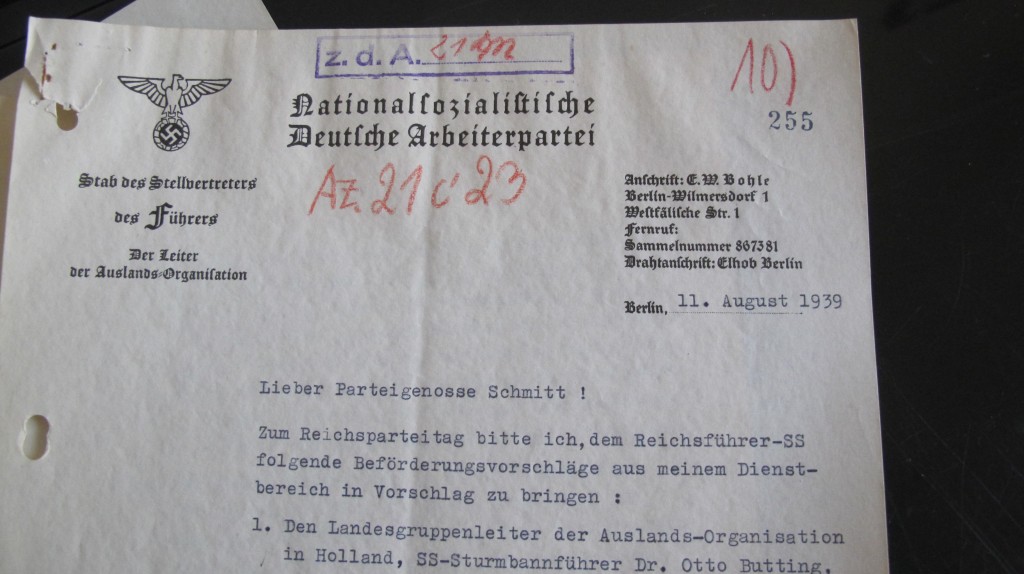 z. d. A. 21
10)
255
Nationalsozialistische
Deutsche Arbeiterpartei
Az. 21 c 23
Stab des Stellvertreters
des Führers
Der Leiter
der Auslands-Organisation
Anschrift: E. W. Bohle
Berlin-Wilmersdorf 1
Westfälische Str. 1
Fernruf:
Sammelnummer 867381
Drahtanschrift: Elhob Berlin
Berlin, 11. August 1939
Lieber Parteigenosse Schmitt !
Zum Reichsparteitag bitte ich, dem Reichsführer-SS
folgende Beförderungsvorschläge aus meinem Dienst-
bereich in Vorschlag zu bringen :
1. Den Landesgruppenleiter der Auslands-Organisation
in Holland, SS-Sturmbannführer Dr. Otto Butting,